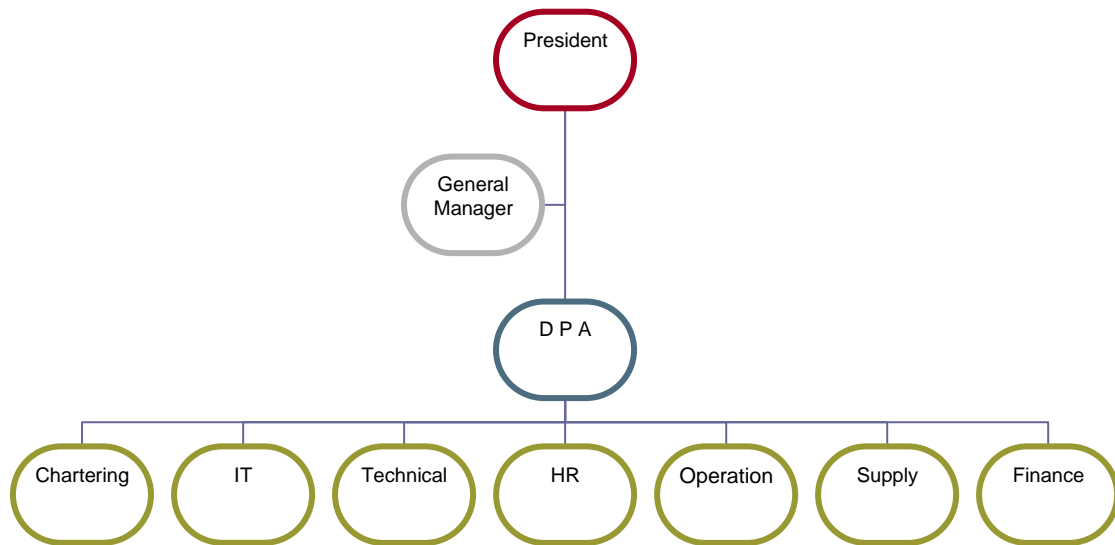 President
General
Manager
D P A
Chartering
IT
Technical
HR
Operation
Supply
Finance